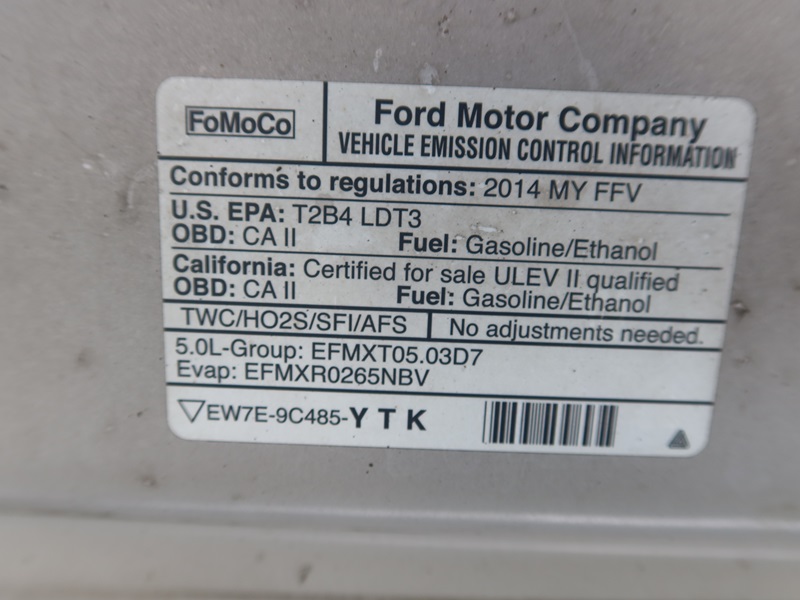 FoMoCo
Ford Motor Company
VEHICLE EMISSION CONTROL INFORMATION
Conforms to regulations: 2014 MY FFV
U.S. EPA: T2B4 LDT3
OBD: CA II Fuel: Gasoline/Ethanol
California: Certified for sale ULEV II qualified
OBD: CA II Fuel: Gasoline/Ethanol
TWC/HO2S/SFI/AFS No adjustments needed.
5.0L-Group: EFMXT05.03D7
Evap: EFMXR0265NBV
EW7E-9C485-Y T K